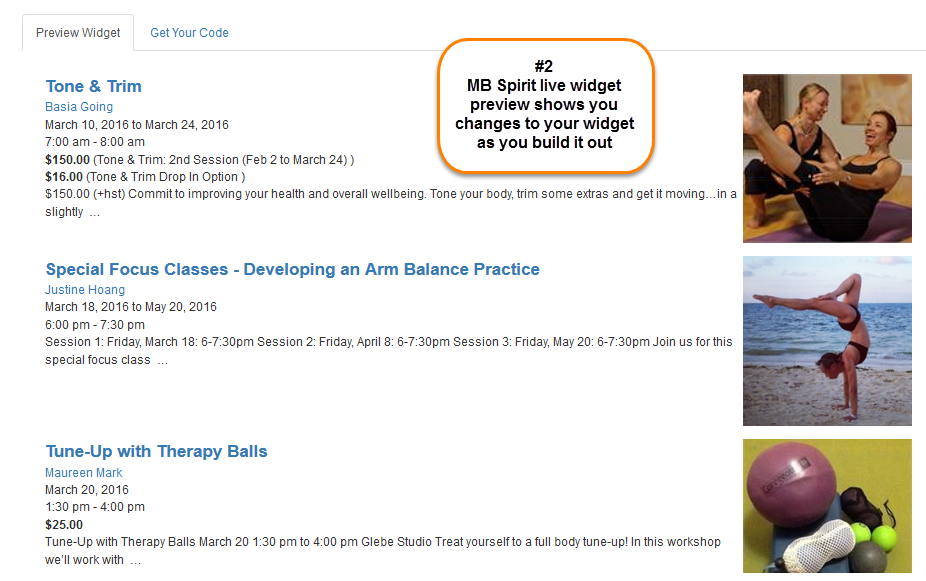 Preview Widget
Get Your Code
#2
MB Spirit live widget
preview shows you
changes to your widget
as you build it out
Tone & Trim
Basia Going
March 10, 2016 to March 24, 2016
7:00 am - 8:00 am
$150.00 (Tone & Trim: 2nd Session (Feb 2 to March 24) )
$16.00 (Tone & Trim Drop In Option )
$150.00 (+hst) Commit to improving your health and overall wellbeing. Tone your body, trim some extras and get it moving…in a
slightly …
Special Focus Classes - Developing an Arm Balance Practice
Justine Hoang
March 18, 2016 to May 20, 2016
6:00 pm - 7:30 pm
Session 1: Friday, March 18: 6-7:30pm Session 2: Friday, April 8: 6-7:30pm Session 3: Friday, May 20: 6-7:30pm Join us for this
special focus class …
Tune-Up with Therapy Balls
Maureen Mark
March 20, 2016
1:30 pm - 4:00 pm
$25.00
Tune-Up with Therapy Balls March 20 1:30 pm to 4:00 pm Glebe Studio Treat yourself to a full body tune-up! In this workshop
we'll work with …